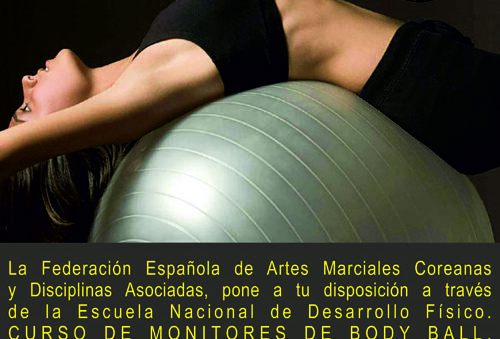 La Federación Española de Artes Marciales Coreanas
y Disciplinas Asociadas, pone a tu disposición a través
de la Escuela Nacional de Desarrollo Físico.
CURSO DE MONITORES DE BODY BALL.